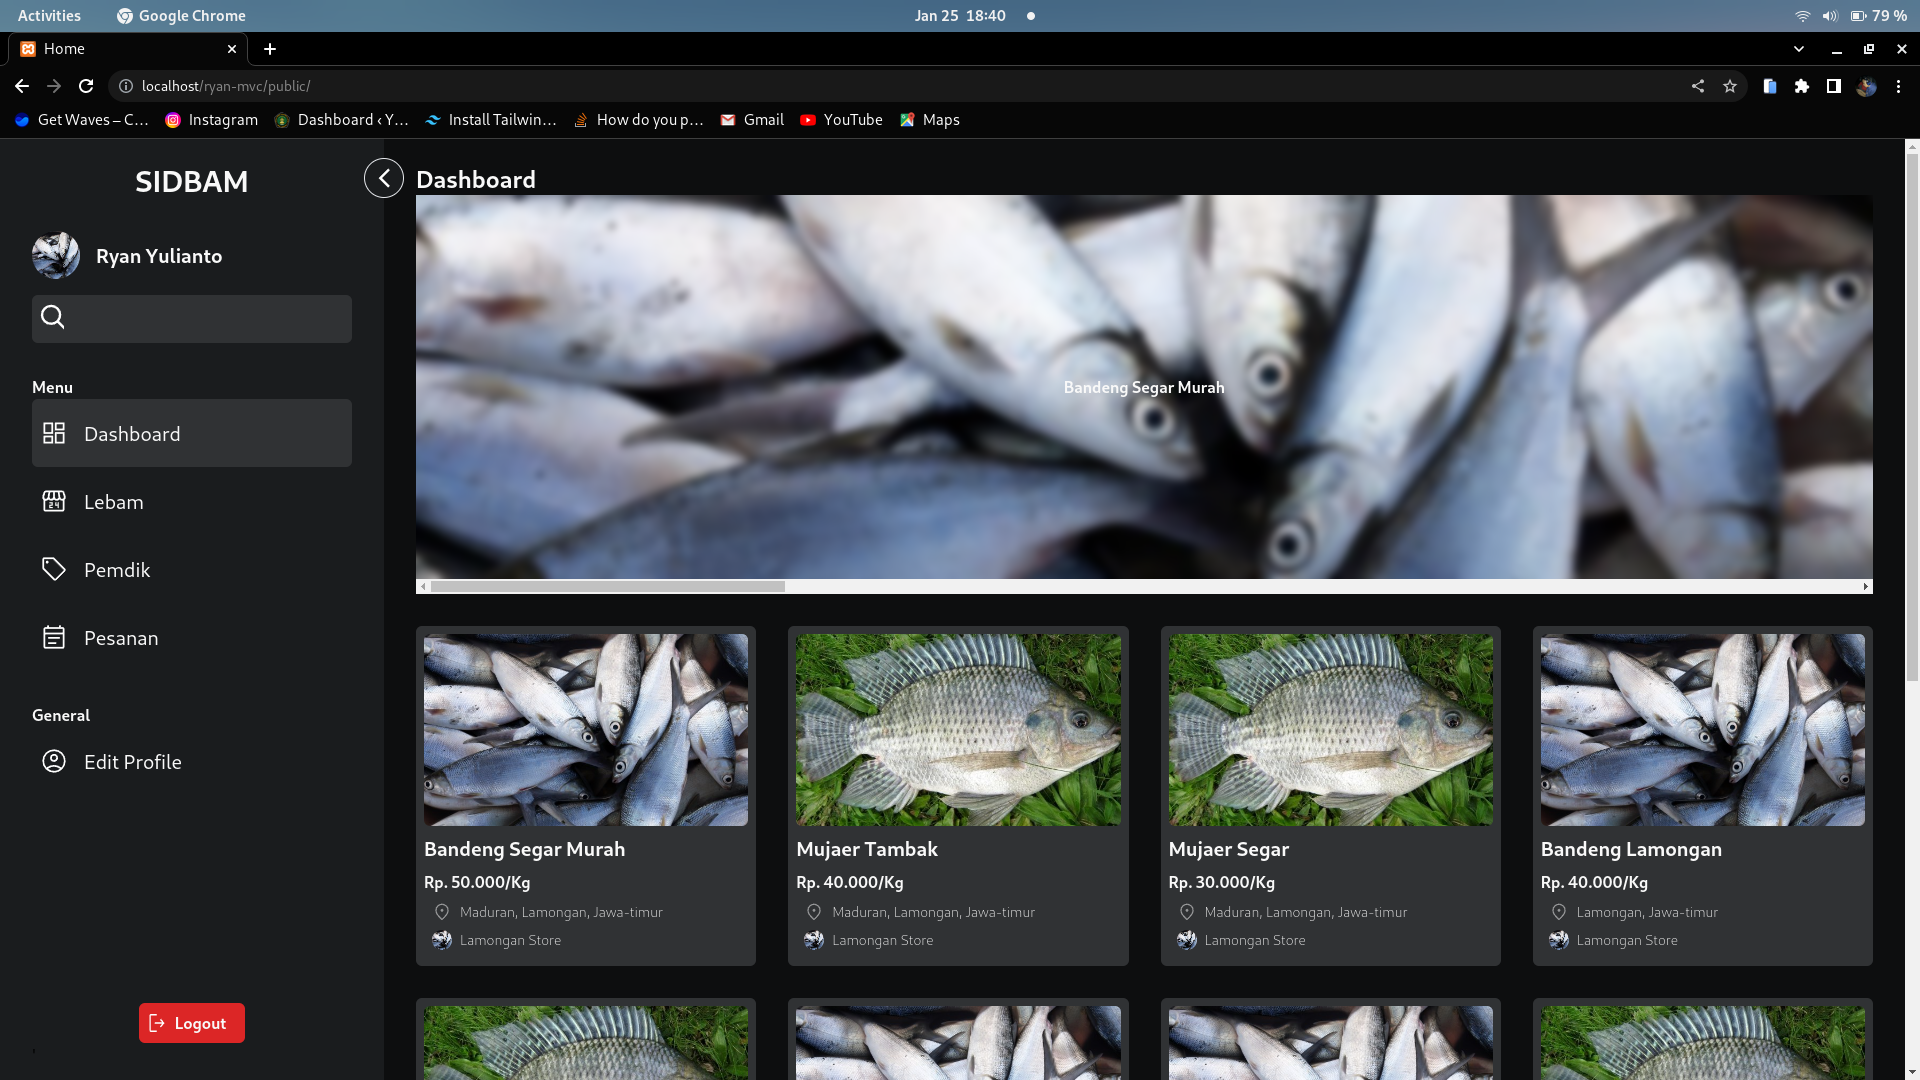 Activities Google Chrome Jan 25 18:40 79 %
Home
localhost/ryan-mvc/public/
Get Waves – C... Instagram Dashboard ‹ Y... Install Tailwin... How do you p... Gmail YouTube Maps
SIDBAM
Ryan Yulianto
Menu
Dashboard
Lebam
Pemdik
Pesanan
General
Edit Profile
Logout
Dashboard
Bandeng Segar Murah
Bandeng Segar Murah
Rp. 50.000/Kg
Maduran, Lamongan, Jawa-timur
Lamongan Store
Mujaer Tambak
Rp. 40.000/Kg
Maduran, Lamongan, Jawa-timur
Lamongan Store
Mujaer Segar
Rp. 30.000/Kg
Maduran, Lamongan, Jawa-timur
Lamongan Store
Bandeng Lamongan
Rp. 40.000/Kg
Lamongan, Jawa-timur
Lamongan Store